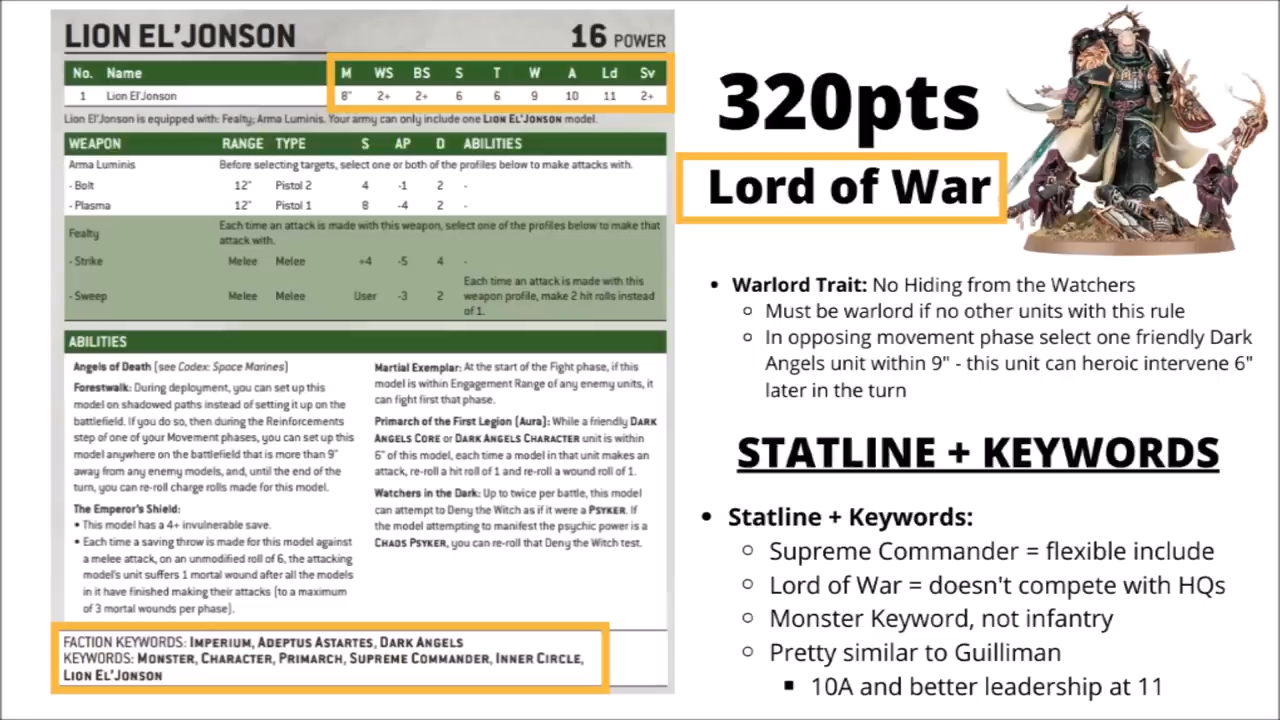 LION EL'JONSON 16 POWER
No. Name M WS BS S T W A Ld Sv
1 Lion El'Jonson 8" 2+ 2+ 6 6 9 10 11 2+
Lion El'Jonson is equipped with: Fealty; Arma Luminis. Your army can only include one LION EL'JONSON model.
WEAPON RANGE TYPE S AP D ABILITIES
Arma Luminis Before selecting targets, select one or both of the profiles below to make attacks with.
- Bolt 12" Pistol 2 4 -1 2 -
- Plasma 12" Pistol 1 8 -4 2 -
Fealty Each time an attack is made with this weapon, select one of the profiles below to make that
attack with.
- Strike Melee Melee +4 -5 4 -
- Sweep Melee Melee User -3 2 Each time an attack is made with this
weapon profile, make 2 hit rolls instead
of 1.
ABILITIES
Angels of Death (see Codex: Space Marines)
Forestwalk: During deployment, you can set up this
model on shadowed paths instead of setting it up on the
battlefield. If you do so, then during the Reinforcements
step of one of your Movement phases, you can set up this
model anywhere on the battlefield that is more than 9"
away from any enemy models, and, until the end of the
turn, you can re-roll charge rolls made for this model.
The Emperor's Shield:
• This model has a 4+ invulnerable save.
• Each time a saving throw is made for this model against
a melee attack, on an unmodified roll of 6, the attacking
model's unit suffers 1 mortal wound after all the models
in it have finished making their attacks (to a maximum
of 3 mortal wounds per phase).
Martial Exemplar: At the start of the Fight phase, if this
model is within Engagement Range of any enemy units, it
can fight first that phase.
Primarch of the First Legion (Aura): While a friendly DARK
ANGELS CORE or DARK ANGELS CHARACTER unit is within
6" of this model, each time a model in that unit makes an
attack, re-roll a hit roll of 1 and re-roll a wound roll of 1.
Watchers in the Dark: Up to twice per battle, this model
can attempt to Deny the Witch as if it were a PSYKER. If
the model attempting to manifest the psychic power is a
CHAOS PSYKER, you can re-roll that Deny the Witch test.
FACTION KEYWORDS: IMPERIUM, ADEPTUS ASTARTES, DARK ANGELS
KEYWORDS: MONSTER, CHARACTER, PRIMARCH, SUPREME COMMANDER, INNER CIRCLE,
LION EL'JONSON
320pts
Lord of War
• Warlord Trait: No Hiding from the Watchers
○ Must be warlord if no other units with this rule
○ In opposing movement phase select one friendly Dark
Angels unit within 9" - this unit can heroic intervene 6"
later in the turn
STATLINE + KEYWORDS
• Statline + Keywords:
○ Supreme Commander = flexible include
○ Lord of War = doesn't compete with HQs
○ Monster Keyword, not infantry
○ Pretty similar to Guilliman
■ 10A and better leadership at 11